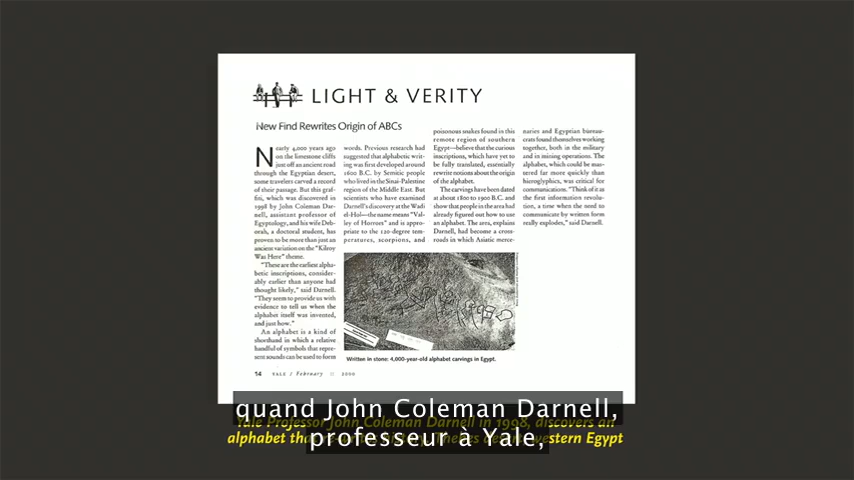 LIGHT & VERITY
New Find Rewrites Origin of ABCs
Nearly 4,000 years ago
on the limestone cliffs
just off an ancient road
through the Egyptian desert,
some travelers carved a record
of their passage. But this graf-
fiti, which was discovered in
1998 by John Coleman Dar-
nell, assistant professor of
Egyptology, and his wife Deb-
orah, a doctoral student, has
proven to be more than just an
ancient variation on the "Kilroy
Was Here" theme.
"These are the earliest alpha-
betic inscriptions, consider-
ably earlier than anyone had
thought likely," said Darnell.
"They seem to provide us with
evidence to tell us when the
alphabet itself was invented,
and just how."
An alphabet is a kind of
shorthand in which a relative
handful of symbols that repre-
sent sounds can be used to form
words. Previous research had
suggested that alphabetic writ-
ing was first developed around
1600 B.C. by Semitic people
who lived in the Sinai-Palestine
region of the Middle East. But
scientists who have examined
Darnell's discovery at the Wadi
el-Hol—the name means "Val-
ley of Horrors" and is appro-
priate to the 120-degree tem-
peratures, scorpions, and
poisonous snakes found in this
remote region of southern
Egypt—believe that the curious
inscriptions, which have yet to
be fully translated, essentially
rewrite notions about the origin
of the alphabet.
The carvings have been dated
at about 1800 to 1900 B.C. and
show that people in the area had
already figured out how to use
an alphabet. The area, explains
Darnell, had become a cross-
roads in which Asiatic merce-
naries and Egyptian bureau-
crats found themselves working
together, both in the military
and in mining operations. The
alphabet, which could be mas-
tered far more quickly than
hieroglyphics, was critical for
communications. "Think of it as
the first information revolu-
tion, a time when the need to
communicate by written form
really explodes," said Darnell.
Written in stone: 4,000-year-old alphabet carvings in Egypt.
14 YALE / February :: 2000
quand John Coleman Darnell,
professeur à Yale,
Yale Professor John Coleman Darnell in 1998, discovers an
alphabet western Egypt